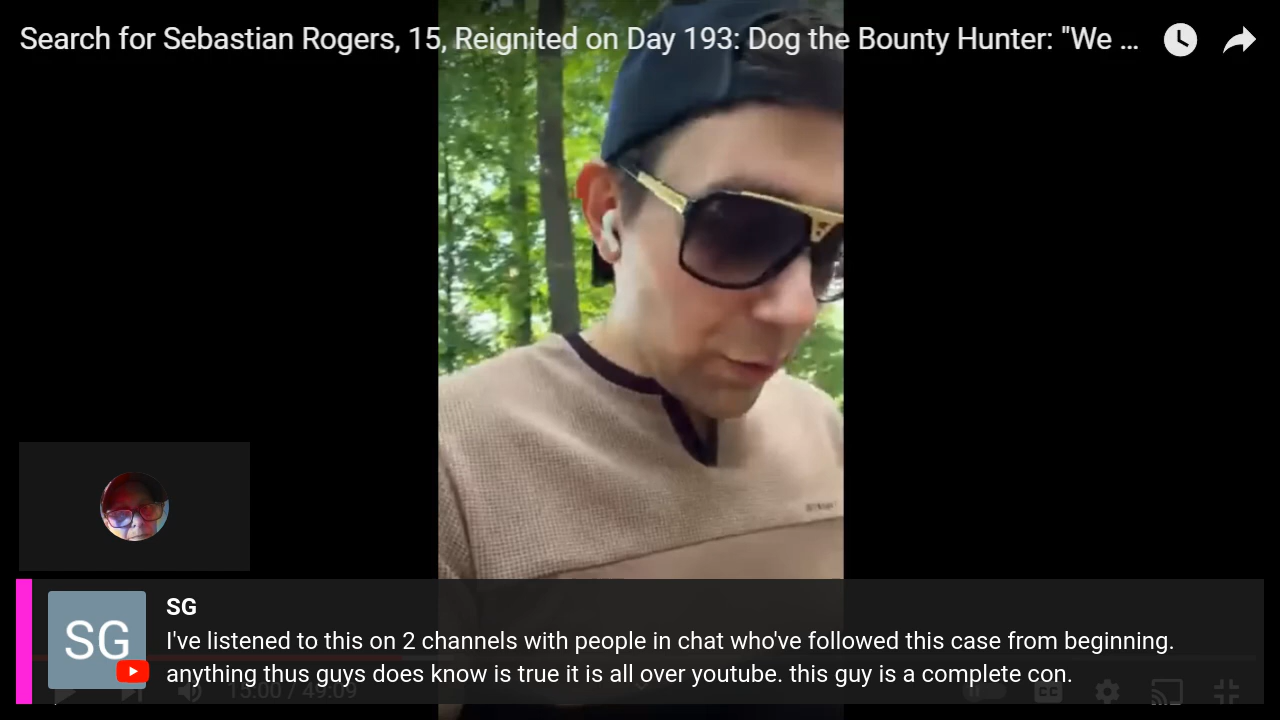 Search for Sebastian Rogers, 15, Reignited on Day 193: Dog the Bounty Hunter: "We ...
SG
SG
I've listened to this on 2 channels with people in chat who've followed this case from beginning.
anything thus guys does know is true it is all over youtube. this guy is a complete con.
15:00 / 49:09
CC